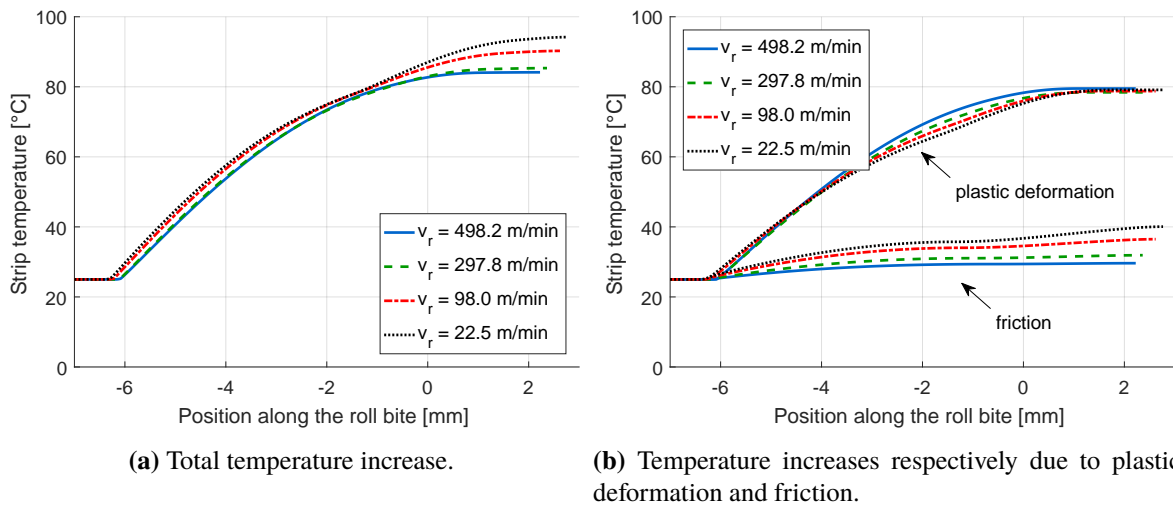 100
80
60
40
20
0
Strip temperature [°C]
-6
-4
-2
0
2
Position along the roll bite [mm]
v_r = 498.2 m/min
v_r = 297.8 m/min
v_r = 98.0 m/min
v_r = 22.5 m/min
(a) Total temperature increase.
100
80
60
40
20
0
Strip temperature [°C]
v_r = 498.2 m/min
v_r = 297.8 m/min
v_r = 98.0 m/min
v_r = 22.5 m/min
plastic deformation
friction
-6
-4
-2
0
2
Position along the roll bite [mm]
(b) Temperature increases respectively due to plastic
deformation and friction.